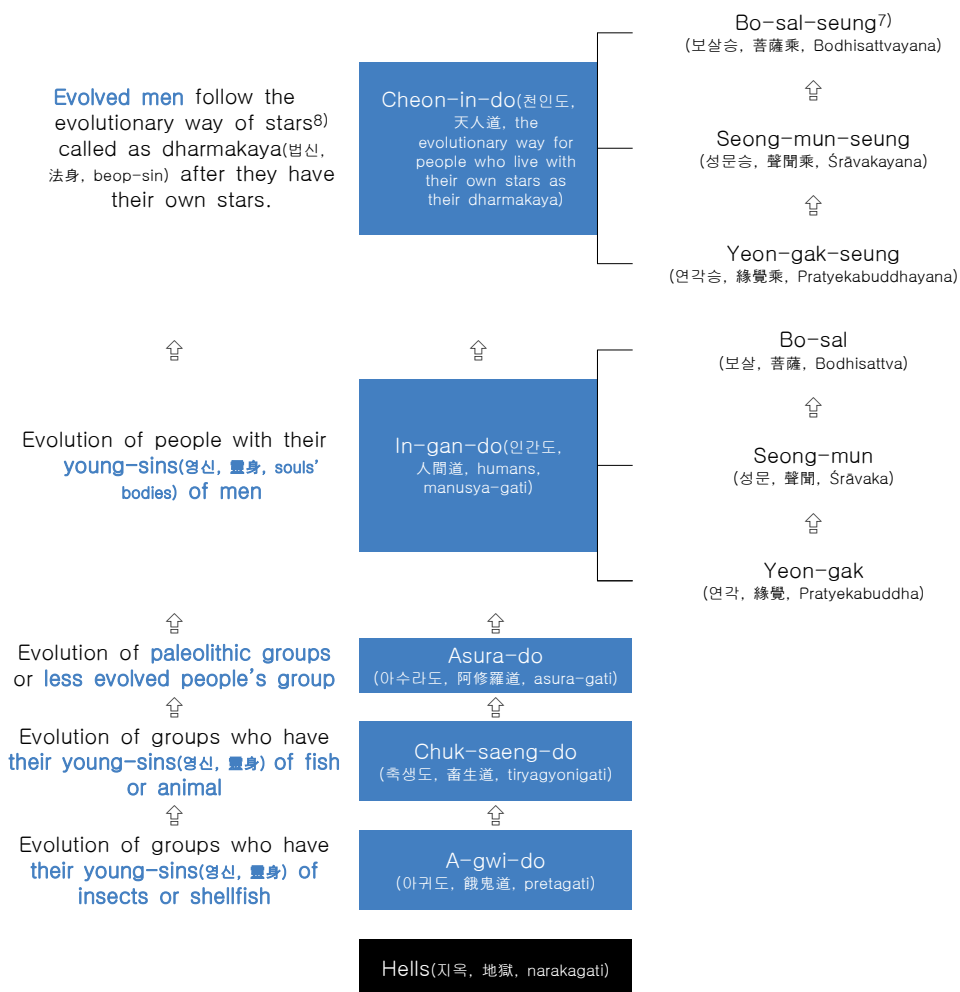 Bo-sal-seung7)
(보살승, 菩薩乘, Bodhisattvayana)
⇧
Seong-mun-seung
(성문승, 聲聞乘, Śrāvakayana)
⇧
Yeon-gak-seung
(연각승, 緣覺乘, Pratyekabuddhayana)
Evolved men follow the
evolutionary way of stars8)
called as dharmakaya(법신,
法身, beop-sin) after they have
their own stars.
Cheon-in-do(천인도,
天人道, the
evolutionary way for
people who live with
their own stars as
their dharmakaya)
⇧
⇧
Bo-sal
(보살, 菩薩, Bodhisattva)
⇧
Seong-mun
(성문, 聲聞, Śrāvaka)
⇧
Yeon-gak
(연각, 緣覺, Pratyekabuddha)
Evolution of people with their
young-sins(영신, 靈身, souls’
bodies) of men
In-gan-do(인간도,
人間道, humans,
manusya-gati)
⇧
⇧
Evolution of paleolithic groups
or less evolved people’s group
Asura-do
(아수라도, 阿修羅道, asura-gati)
⇧
⇧
Evolution of groups who have
their young-sins(영신, 靈身) of fish
or animal
Chuk-saeng-do
(축생도, 畜生道, tiryagyonigati)
⇧
⇧
Evolution of groups who have
their young-sins(영신, 靈身) of
insects or shellfish
A-gwi-do
(아귀도, 餓鬼道, pretagati)
Hells(지옥, 地獄, narakagati)